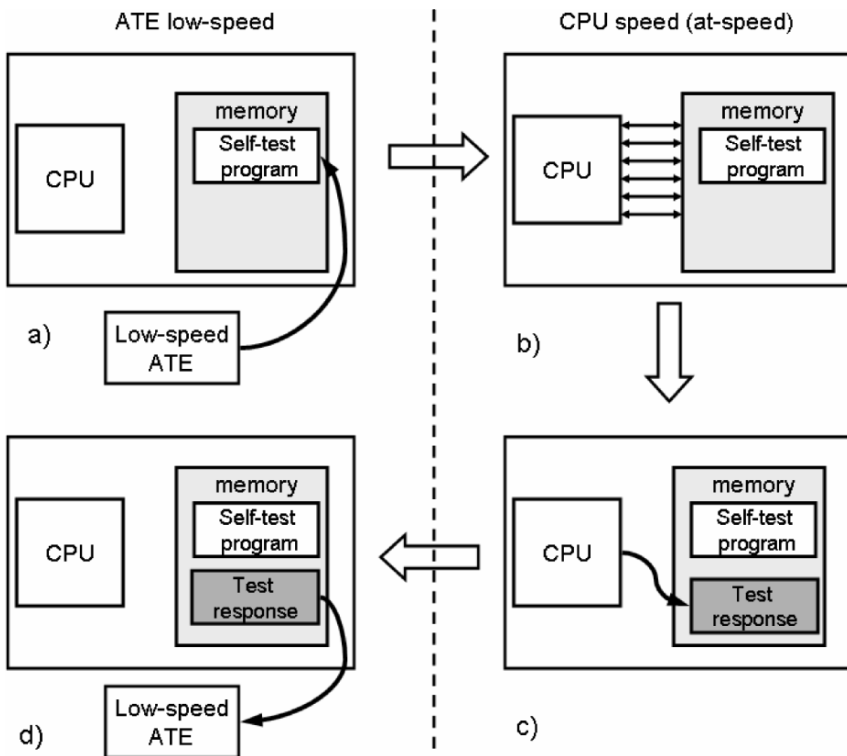 ATE low-speed
CPU speed (at-speed)
CPU
memory
Self-test
program
a)
Low-speed
ATE
CPU
memory
Self-test
program
b)
CPU
memory
Self-test
program
Test
response
d)
Low-speed
ATE
CPU
memory
Self-test
program
Test
response
c)